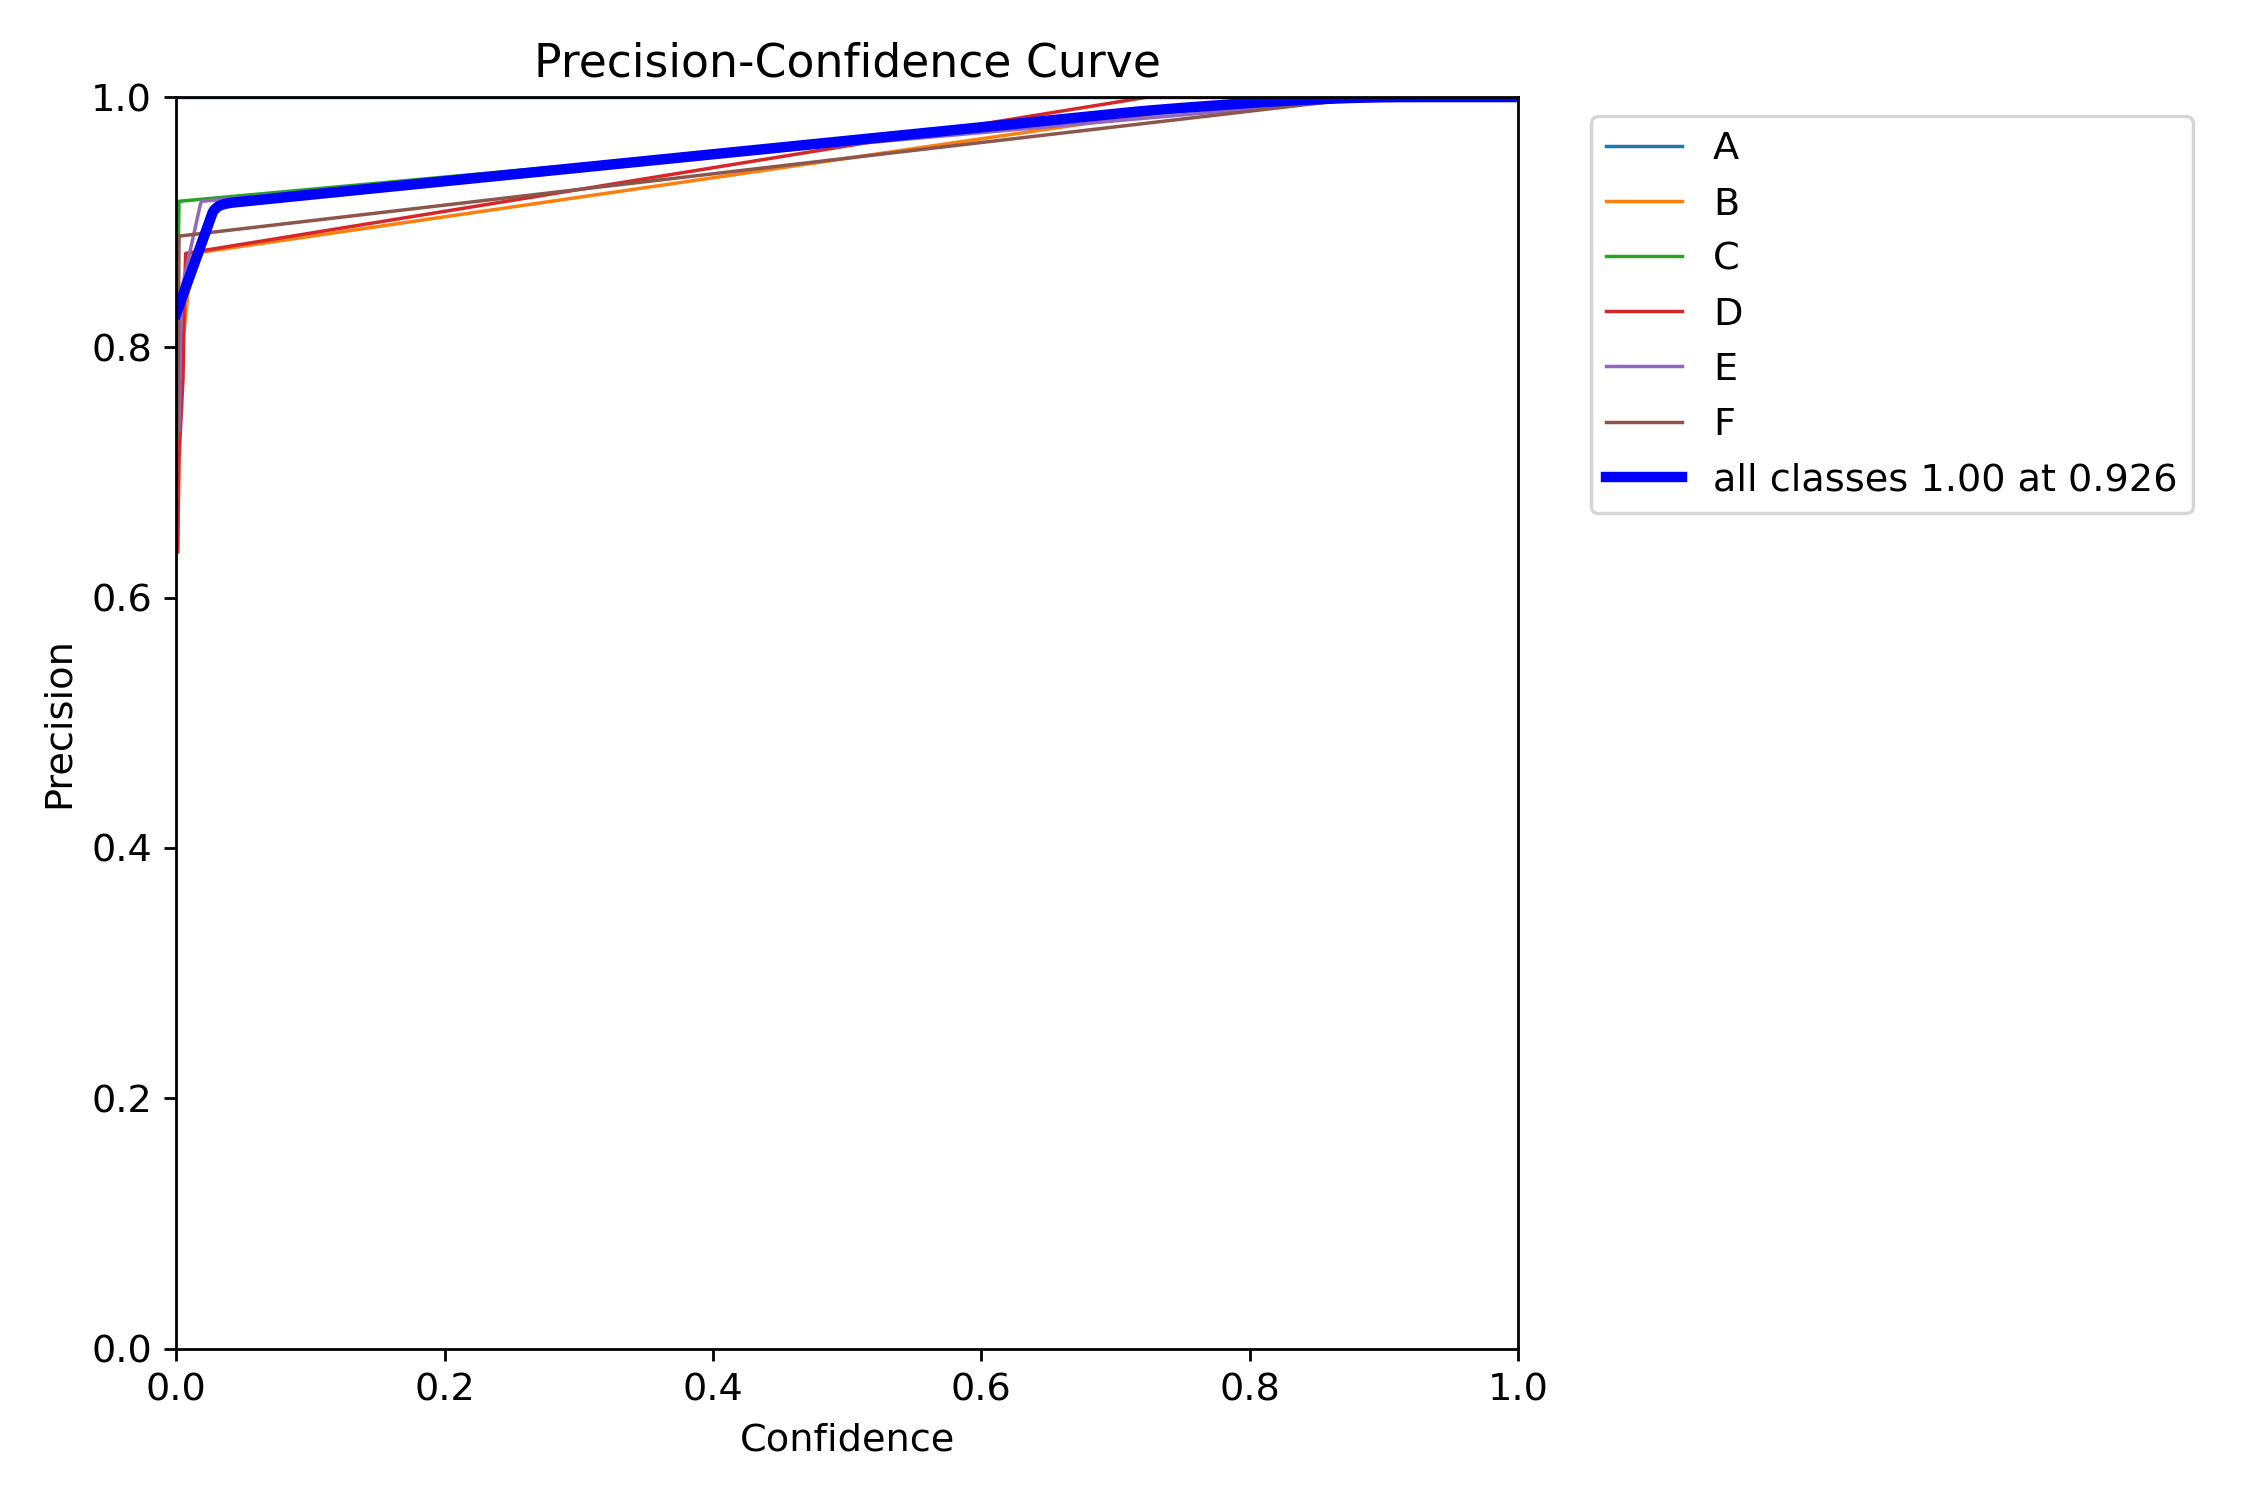 Precision-Confidence Curve
1.0
0.8
0.6
0.4
0.2
0.0
Precision
0.0 0.2 0.4 0.6 0.8 1.0
Confidence
A
B
C
D
E
F
all classes 1.00 at 0.926